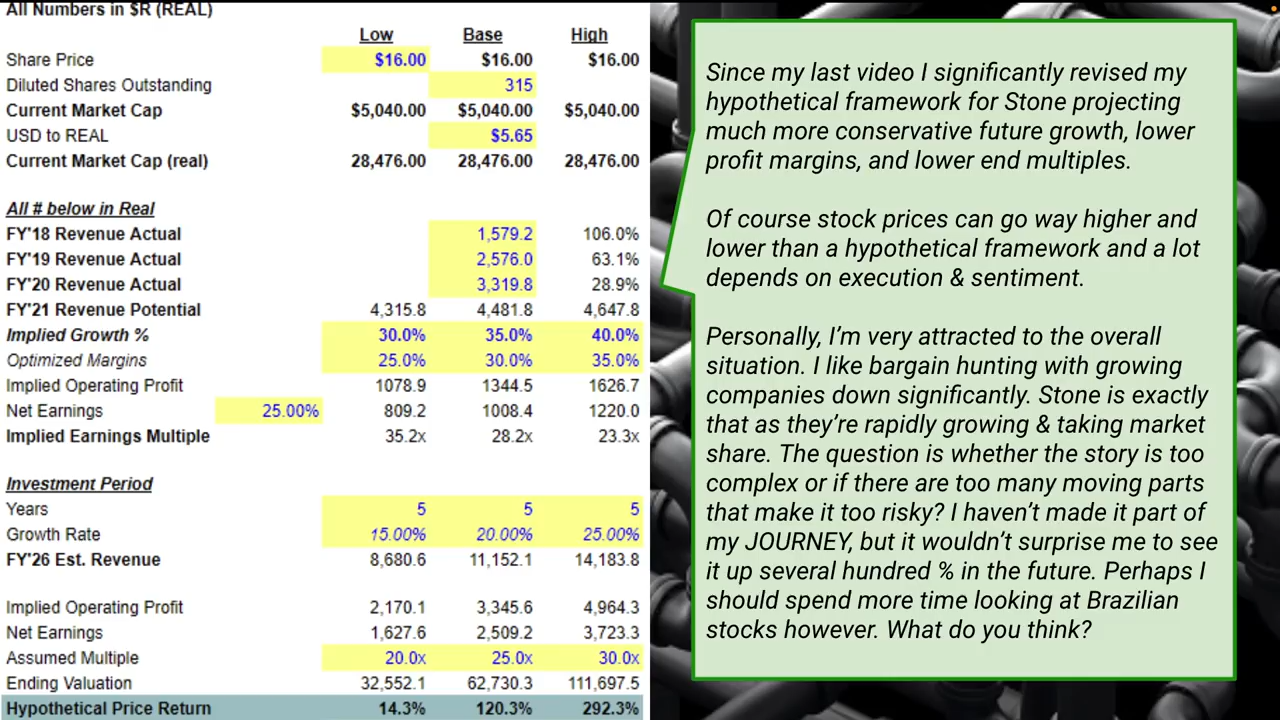 All Numbers in $R (REAL)
Low Base High
Share Price $16.00 $16.00 $16.00
Diluted Shares Outstanding 315
Current Market Cap $5,040.00 $5,040.00 $5,040.00
USD to REAL $5.65
Current Market Cap (real) 28,476.00 28,476.00 28,476.00
All # below in Real
FY'18 Revenue Actual 1,579.2 106.0%
FY'19 Revenue Actual 2,576.0 63.1%
FY'20 Revenue Actual 3,319.8 28.9%
FY'21 Revenue Potential 4,315.8 4,481.8 4,647.8
Implied Growth % 30.0% 35.0% 40.0%
Optimized Margins 25.0% 30.0% 35.0%
Implied Operating Profit 1078.9 1344.5 1626.7
Net Earnings 25.00% 809.2 1008.4 1220.0
Implied Earnings Multiple 35.2x 28.2x 23.3x
Investment Period
Years 5 5 5
Growth Rate 15.00% 20.00% 25.00%
FY'26 Est. Revenue 8,680.6 11,152.1 14,183.8
Implied Operating Profit 2,170.1 3,345.6 4,964.3
Net Earnings 1,627.6 2,509.2 3,723.3
Assumed Multiple 20.0x 25.0x 30.0x
Ending Valuation 32,552.1 62,730.3 111,697.5
Hypothetical Price Return 14.3% 120.3% 292.3%
Since my last video I significantly revised my
hypothetical framework for Stone projecting
much more conservative future growth, lower
profit margins, and lower end multiples.
Of course stock prices can go way higher and
lower than a hypothetical framework and a lot
depends on execution & sentiment.
Personally, I'm very attracted to the overall
situation. I like bargain hunting with growing
companies down significantly. Stone is exactly
that as they're rapidly growing & taking market
share. The question is whether the story is too
complex or if there are too many moving parts
that make it too risky? I haven't made it part of
my JOURNEY, but it wouldn't surprise me to see
it up several hundred % in the future. Perhaps I
should spend more time looking at Brazilian
stocks however. What do you think?